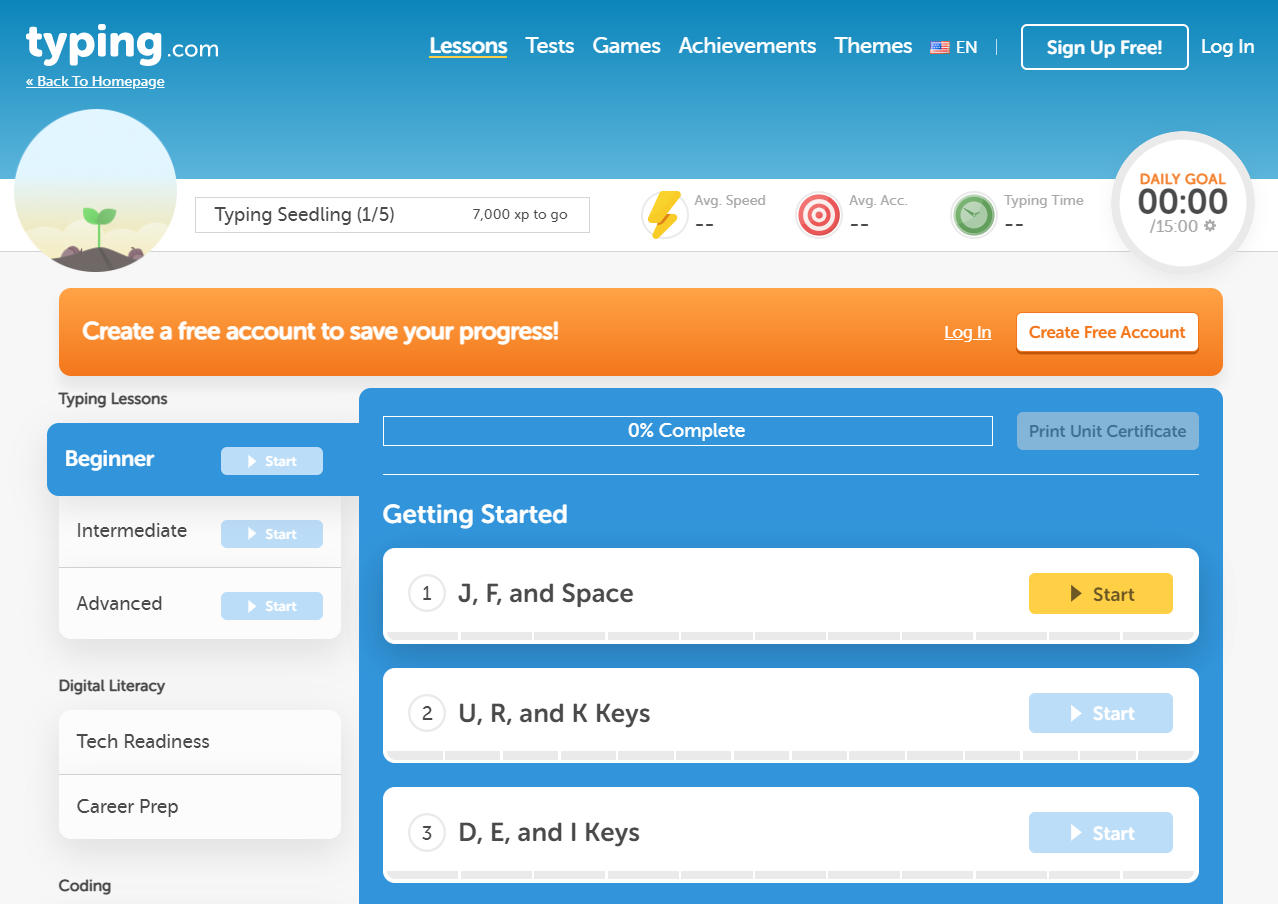 typing.com
« Back To Homepage
Lessons Tests Games Achievements Themes EN | Sign Up Free! Log In
Typing Seedling (1/5) 7,000 xp to go
Avg. Speed
--
Avg. Acc.
--
Typing Time
--
DAILY GOAL
00:00
/15:00
Create a free account to save your progress!
Log In
Create Free Account
Typing Lessons
Beginner Start
Intermediate Start
Advanced Start
Digital Literacy
Tech Readiness
Career Prep
Coding
0% Complete
Print Unit Certificate
Getting Started
1 J, F, and Space Start
2 U, R, and K Keys Start
3 D, E, and I Keys Start